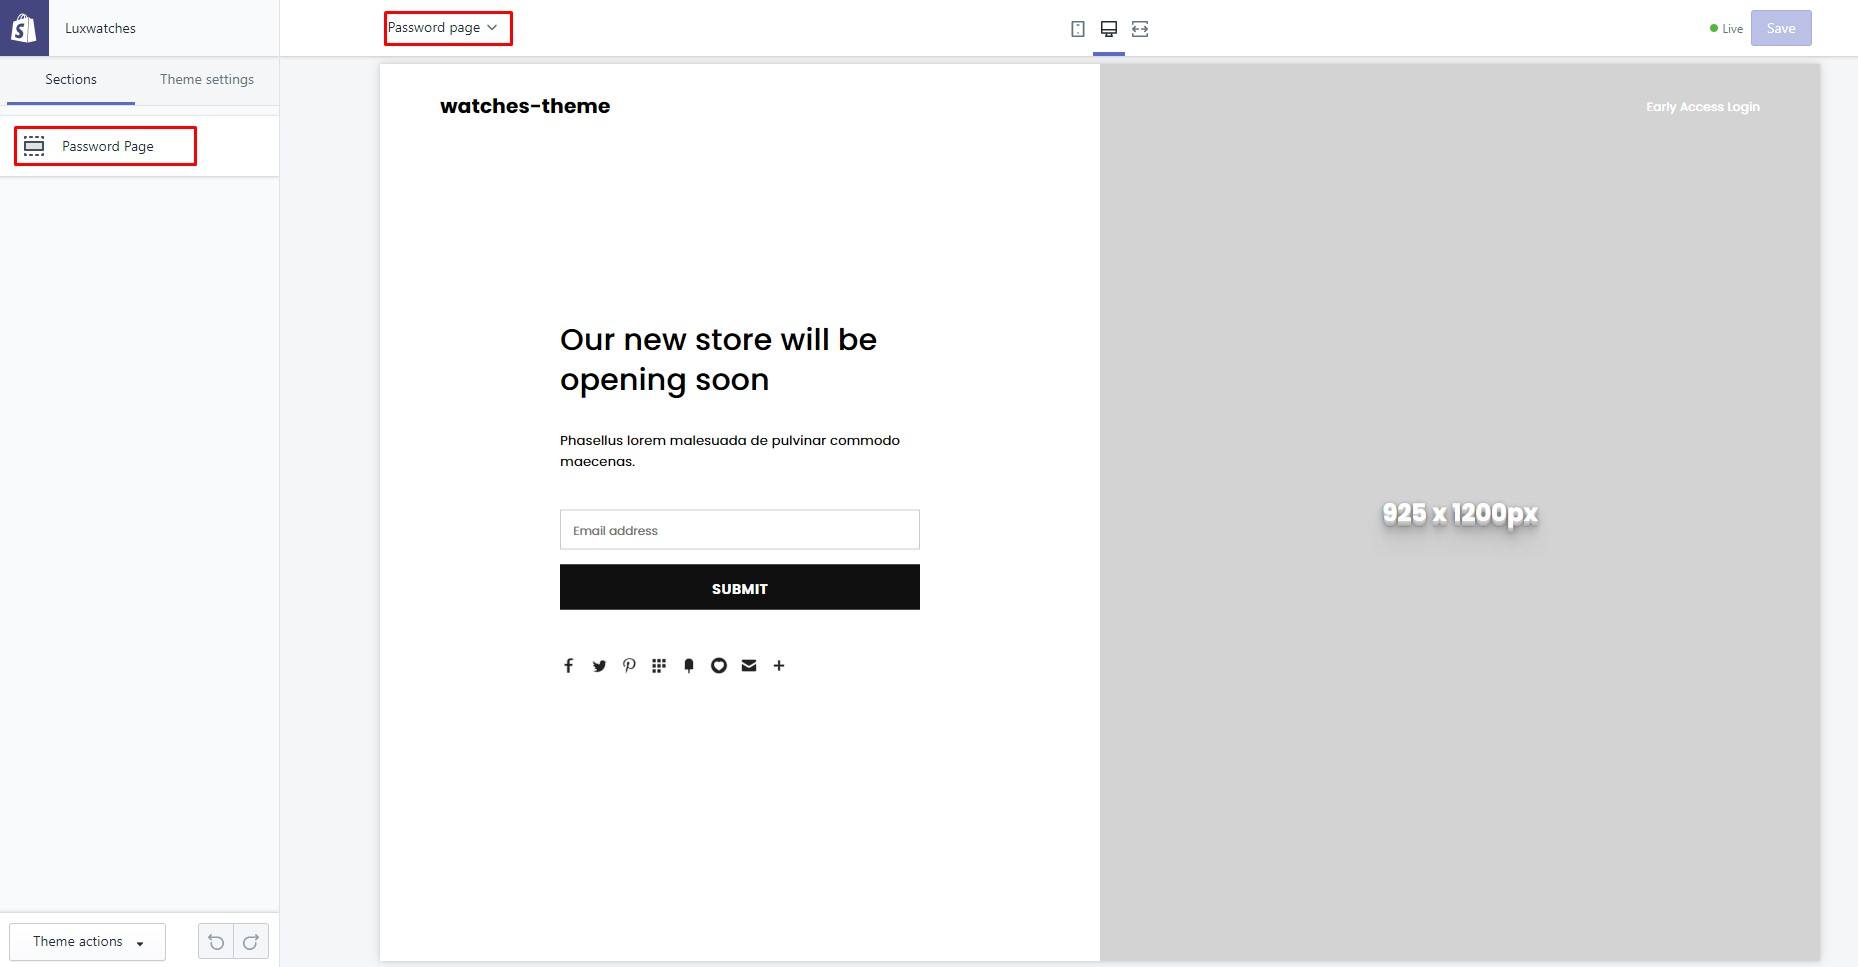 Luxwatches
Password page
Live
Save
Sections
Theme settings
Password Page
watches-theme
Early Access Login
Our new store will be
opening soon
Phasellus lorem malesuada de pulvinar commodo
maecenas.
Email address
SUBMIT
925 x 1200px
Theme actions